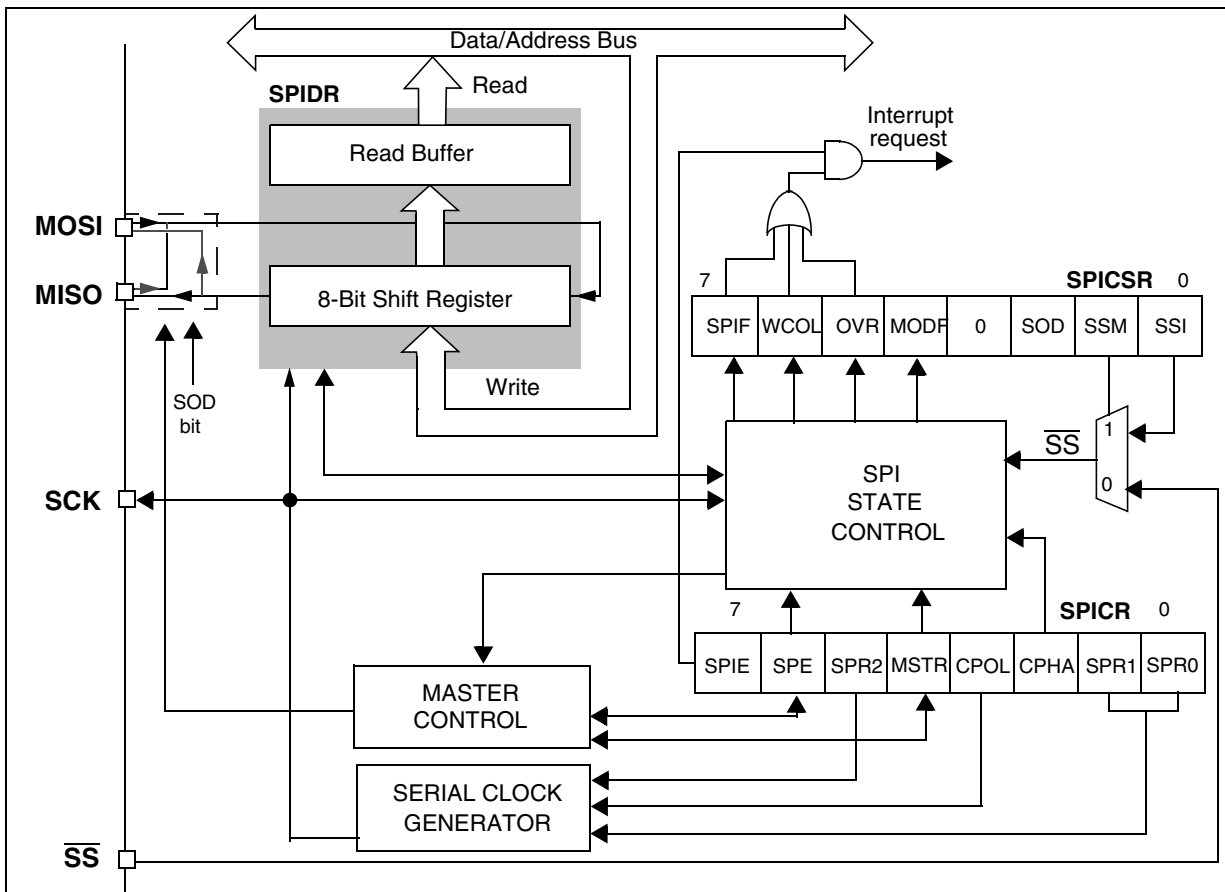 Data/Address Bus
SPIDR
Read
Read Buffer
Interrupt
request
MOSI
MISO
8-Bit Shift Register
7
SPICSR
0
SPIF
WCOL
OVR
MODF
0
SOD
SSM
SSI
Write
SOD
bit
1
0
SS
SCK
SPI
STATE
CONTROL
7
SPICR
0
SPIE
SPE
SPR2
MSTR
CPOL
CPHA
SPR1
SPR0
MASTER
CONTROL
SERIAL CLOCK
GENERATOR
SS